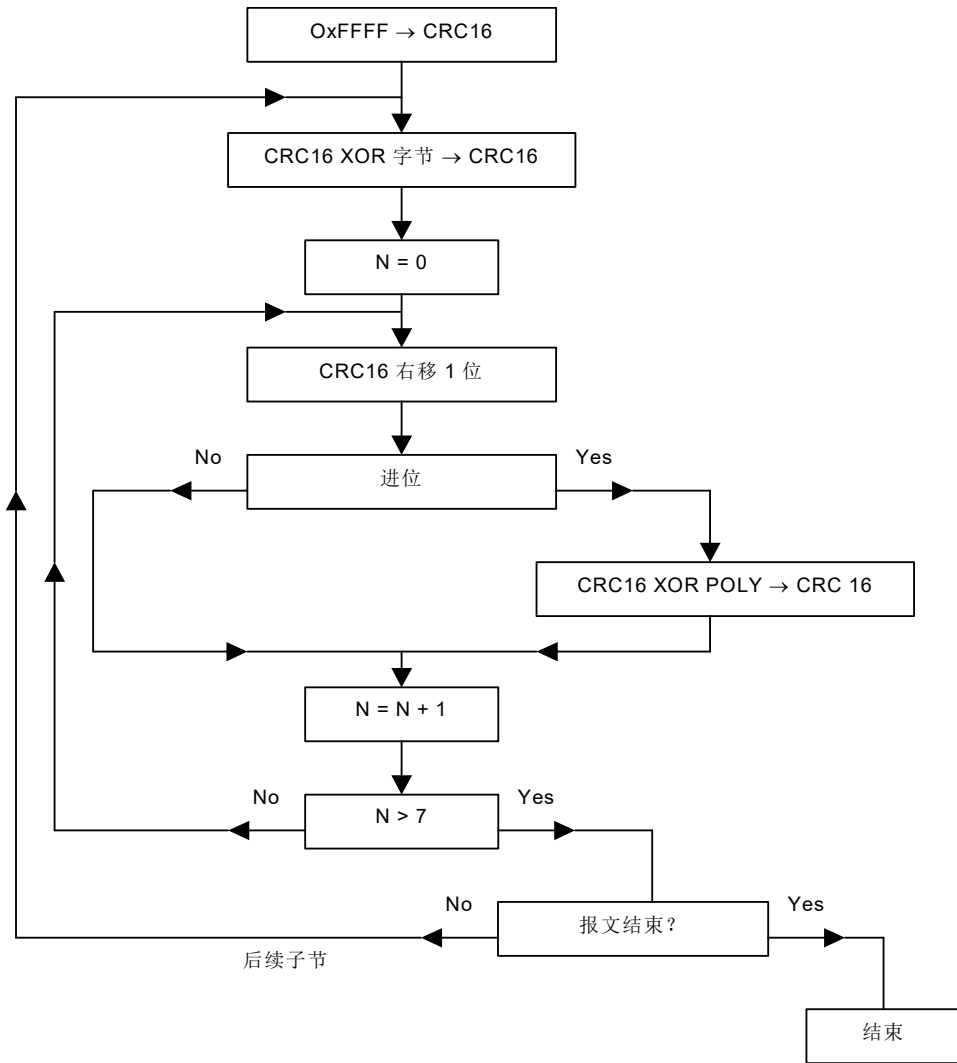 OxFFFF → CRC16
CRC16 XOR 字节 → CRC16
N = 0
CRC16 右移 1 位
No
进位
Yes
CRC16 XOR POLY → CRC 16
N = N + 1
No
N > 7
Yes
No
报文结束?
Yes
后续子节
结束